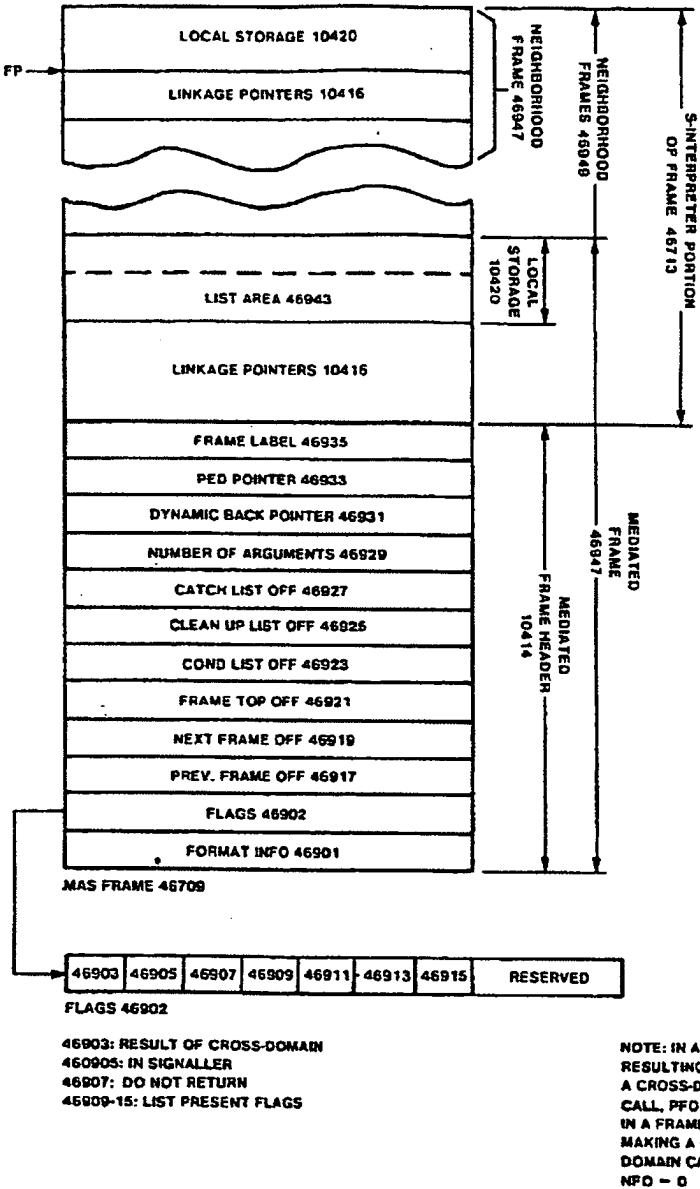 LOCAL STORAGE 10420
FP
LINKAGE POINTERS 10416
NEIGHBORHOOD
FRAME 46947
NEIGHBORHOOD
FRAMES 46949
S-INTERPRETER PORTION
OF FRAME 46713
LOCAL
STORAGE
10420
LIST AREA 46943
LINKAGE POINTERS 10416
FRAME LABEL 46935
PED POINTER 46933
DYNAMIC BACK POINTER 46931
NUMBER OF ARGUMENTS 46929
CATCH LIST OFF 46927
CLEAN UP LIST OFF 46925
COND LIST OFF 46923
FRAME TOP OFF 46921
NEXT FRAME OFF 46919
PREV. FRAME OFF 46917
FLAGS 46902
FORMAT INFO 46901
MEDIATED
FRAME HEADER
10414
MEDIATED
FRAME
46947
MAS FRAME 46709
46903 46905 46907 46909 46911 46913 46915 RESERVED
FLAGS 46902
46903: RESULT OF CROSS-DOMAIN
460905: IN SIGNALLER
46907: DO NOT RETURN
46909-15: LIST PRESENT FLAGS
NOTE: IN A
RESULTING
A CROSS-D
CALL, PFO
IN A FRAME
MAKING A
DOMAIN CA
NFO = 0